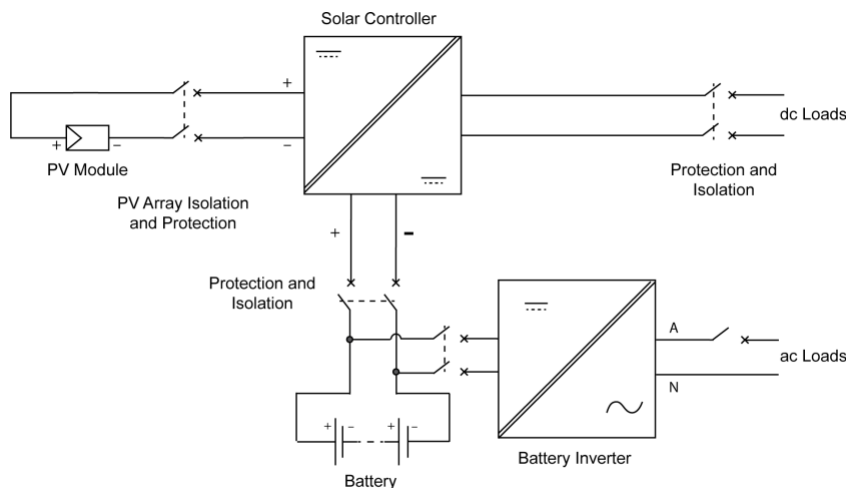 Solar Controller
+
−
+ −
PV Module
PV Array Isolation
and Protection
dc Loads
Protection and
Isolation
+ −
Protection and
Isolation
A
N
ac Loads
+ − + −
Battery
Battery Inverter